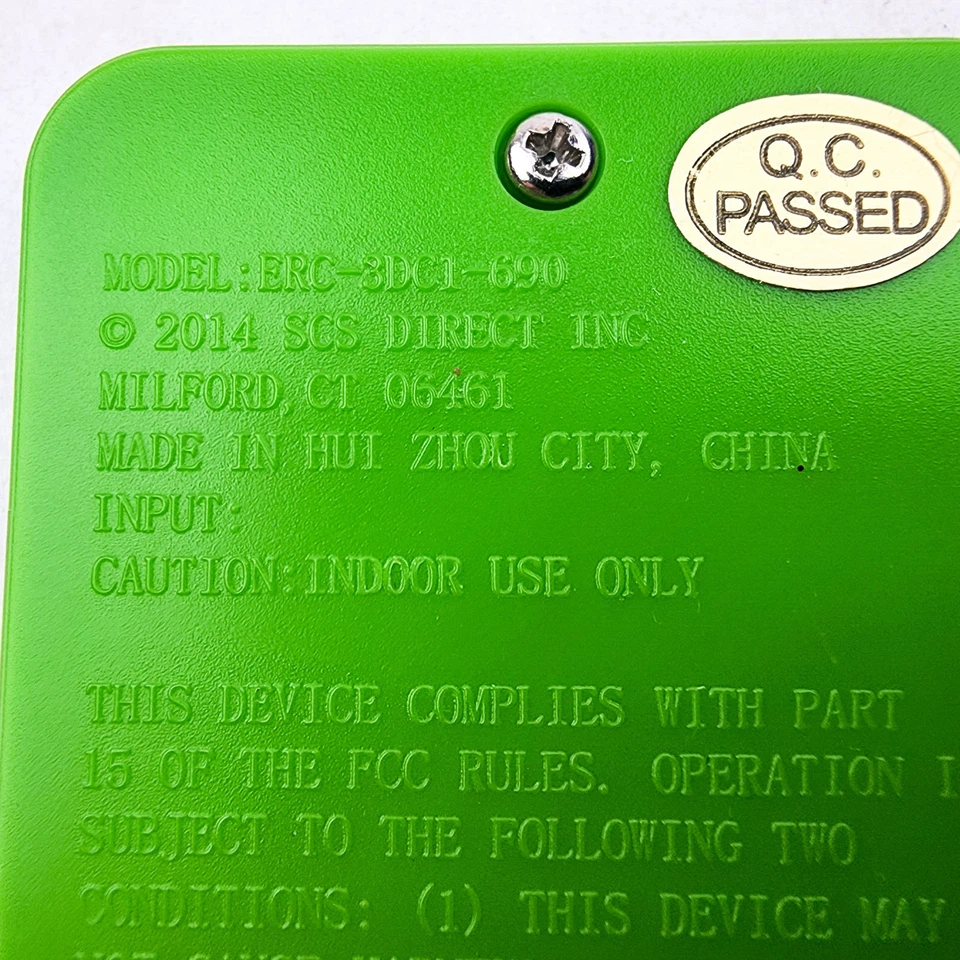 Q.C.
PASSED
MODEL:ERC-3DC1-690
© 2014 SCS DIRECT INC
MILFORD,CT 06461
MADE IN HUI ZHOU CITY, CHINA
INPUT:
CAUTION:INDOOR USE ONLY
THIS DEVICE COMPLIES WITH PART
15 OF THE FCC RULES. OPERATION I
SUBJECT TO THE FOLLOWING TWO
CONDITIONS: (1) THIS DEVICE MAY